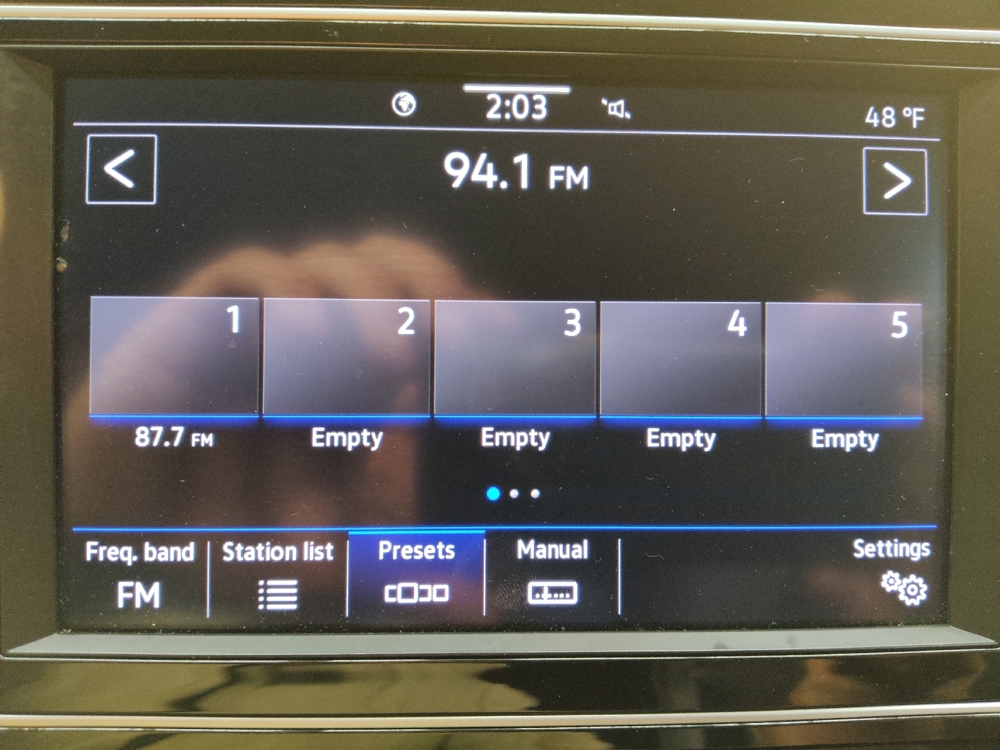 2:03
48 °F
94.1 FM
1 2 3 4 5
87.7 FM Empty Empty Empty Empty
Freq. band Station list Presets Manual Settings
FM